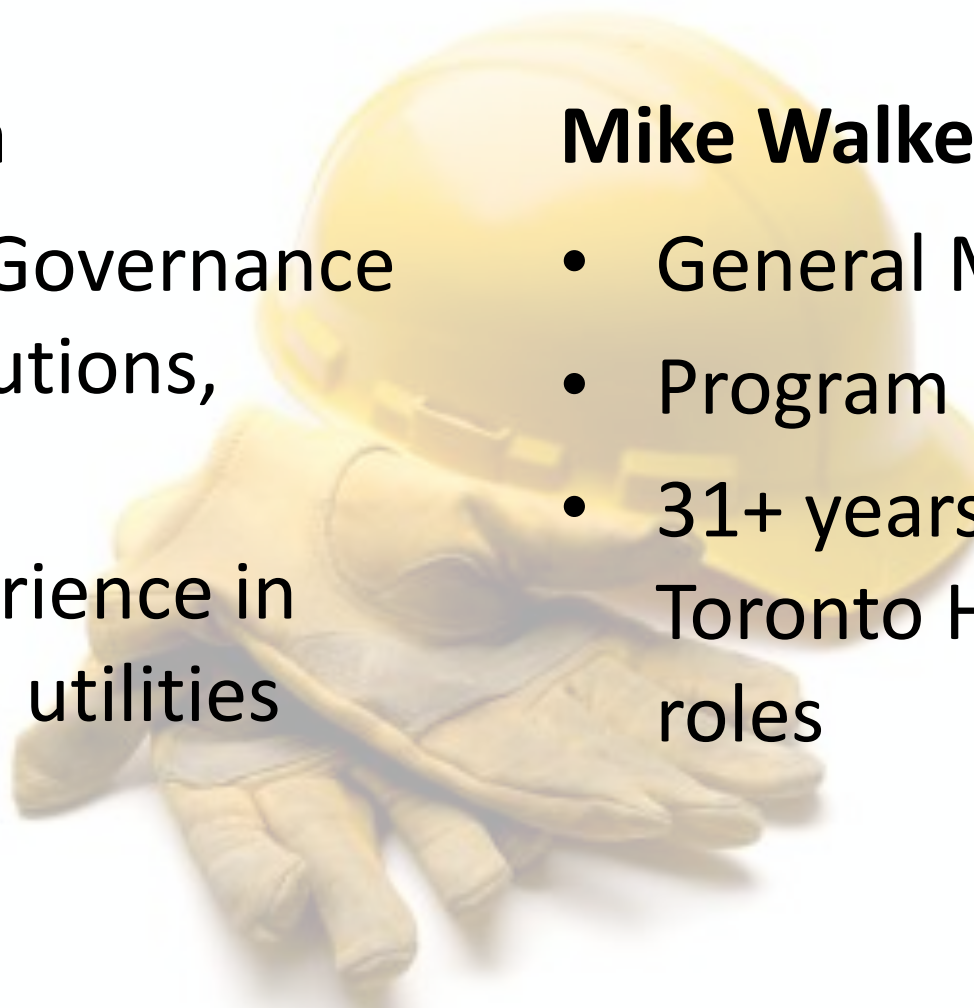 Governance
utions,
rience in
utilities
Mike Walke
• General
• Program
• 31+ years
Toronto H
roles